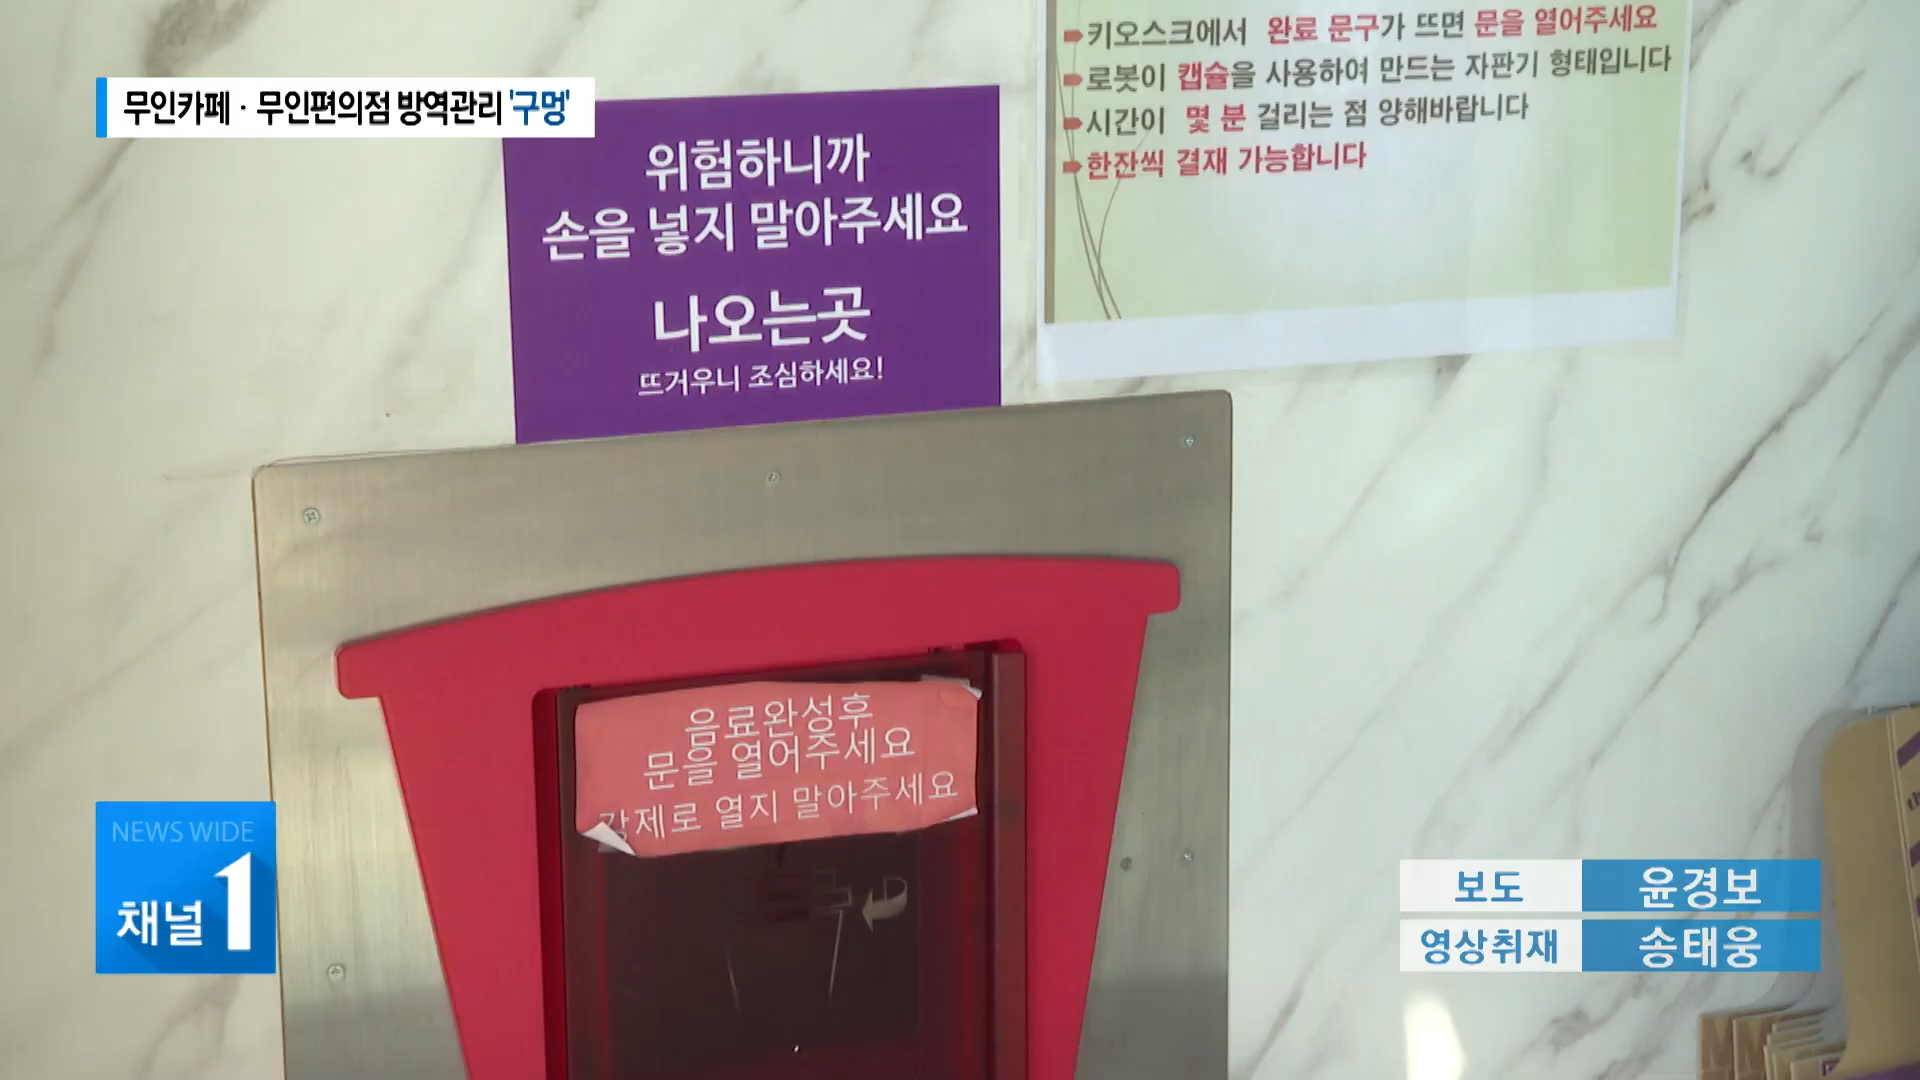 무인카페 · 무인편의점 방역관리 '구멍'
키오스크에서 완료 문구가 뜨면 문을 열어주세요
로봇이 캡슐을 사용하여 만드는 자판기 형태입니다
시간이 몇 분 걸리는 점 양해바랍니다
한잔씩 결재 가능합니다
위험하니까
손을 넣지 말아주세요
나오는곳
뜨거우니 조심하세요!
음료완성후
문을 열어주세요
강제로 열지 말아주세요
NEWS WIDE
채널 1
보도 윤경보
영상취재 송태웅